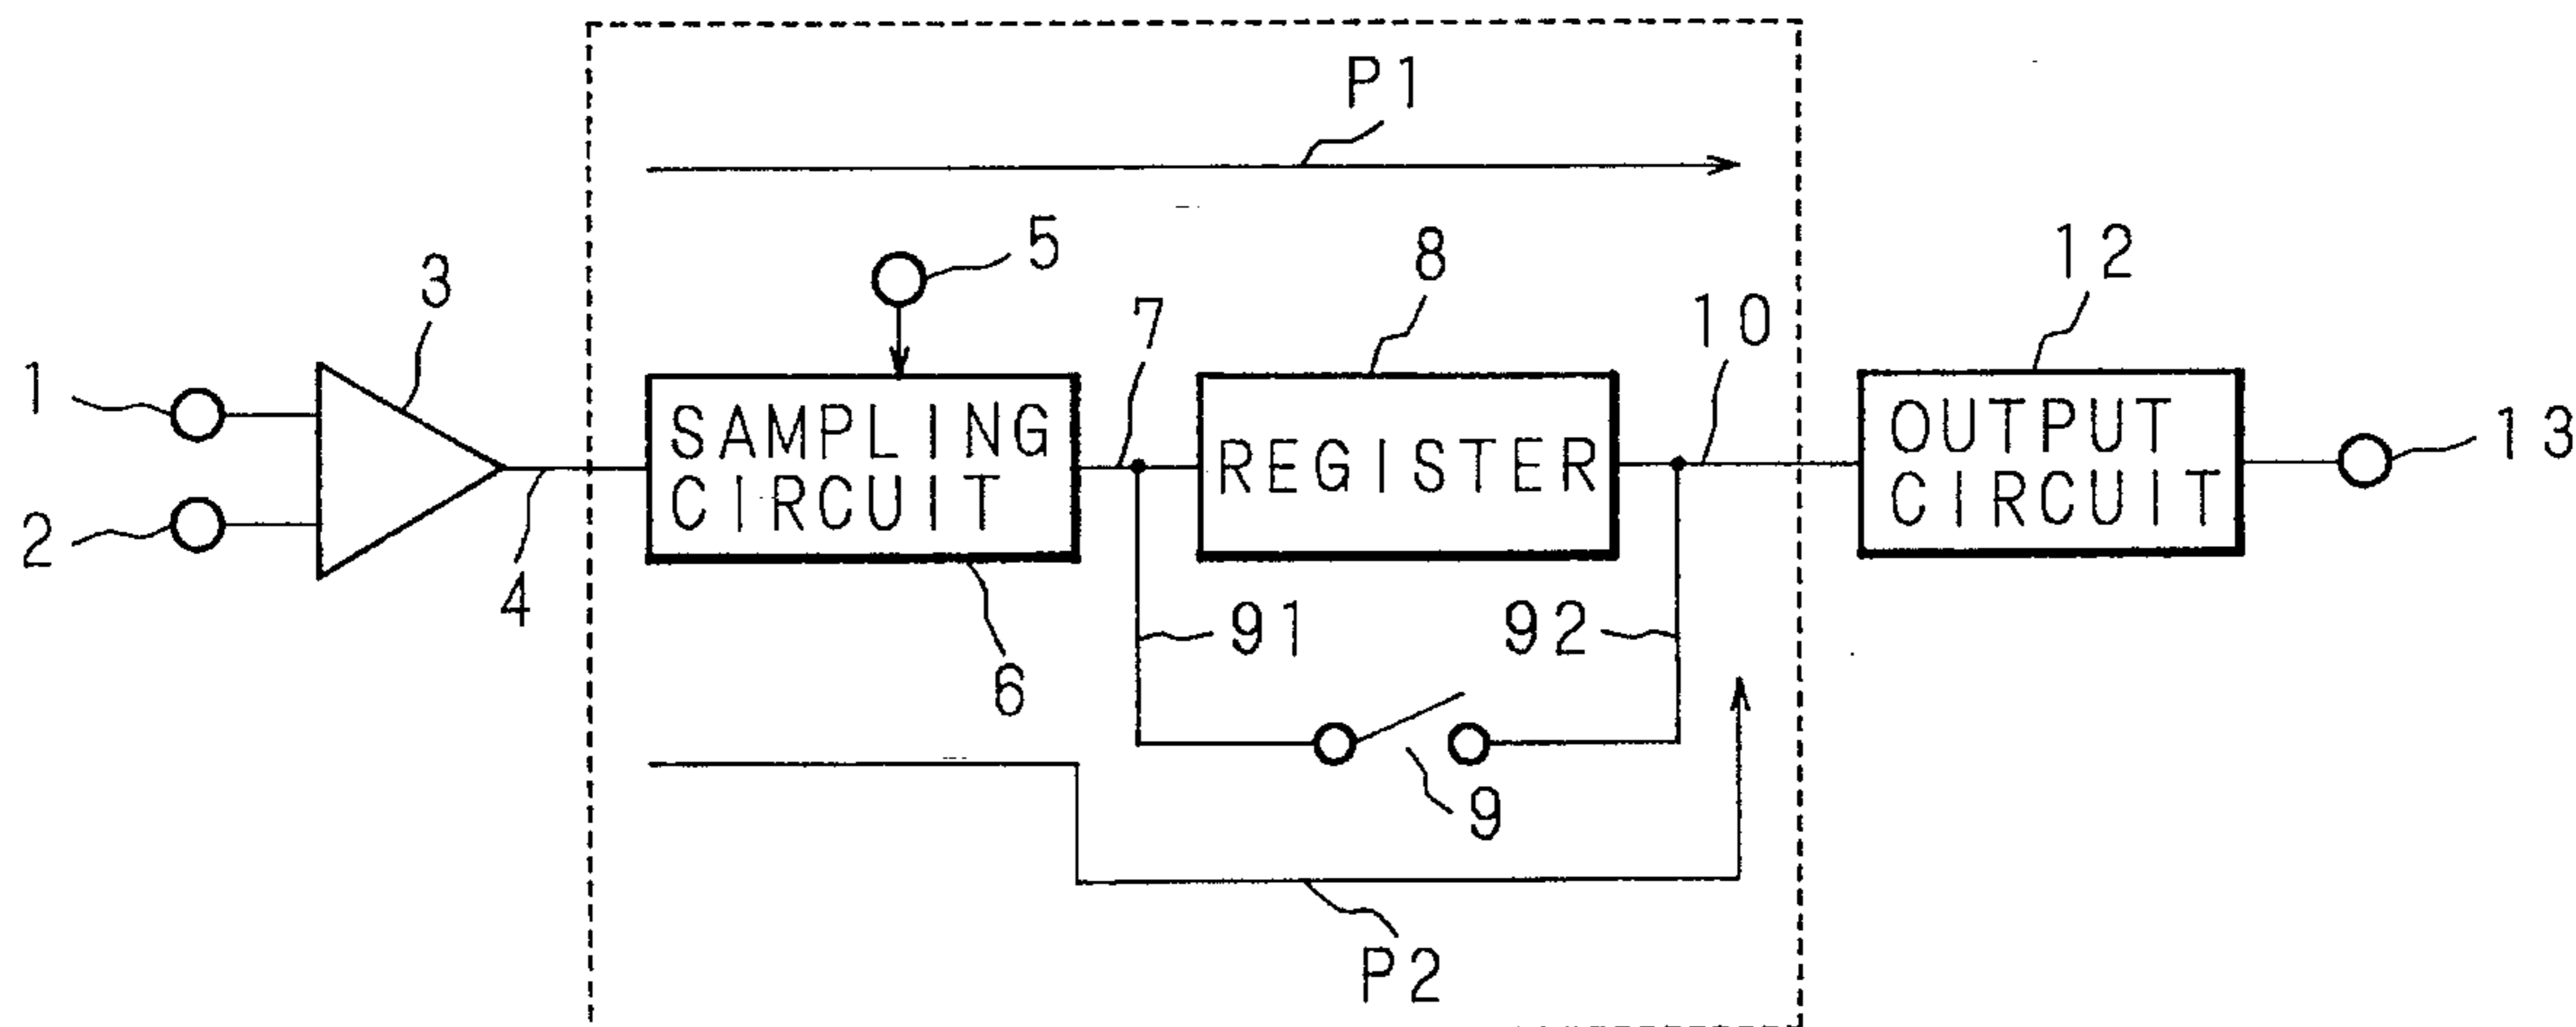 P1
5
8
12
3
7
10
1
SAMPLING
CIRCUIT
REGISTER
OUTPUT
CIRCUIT
13
2
4
91
92
6
9
P2